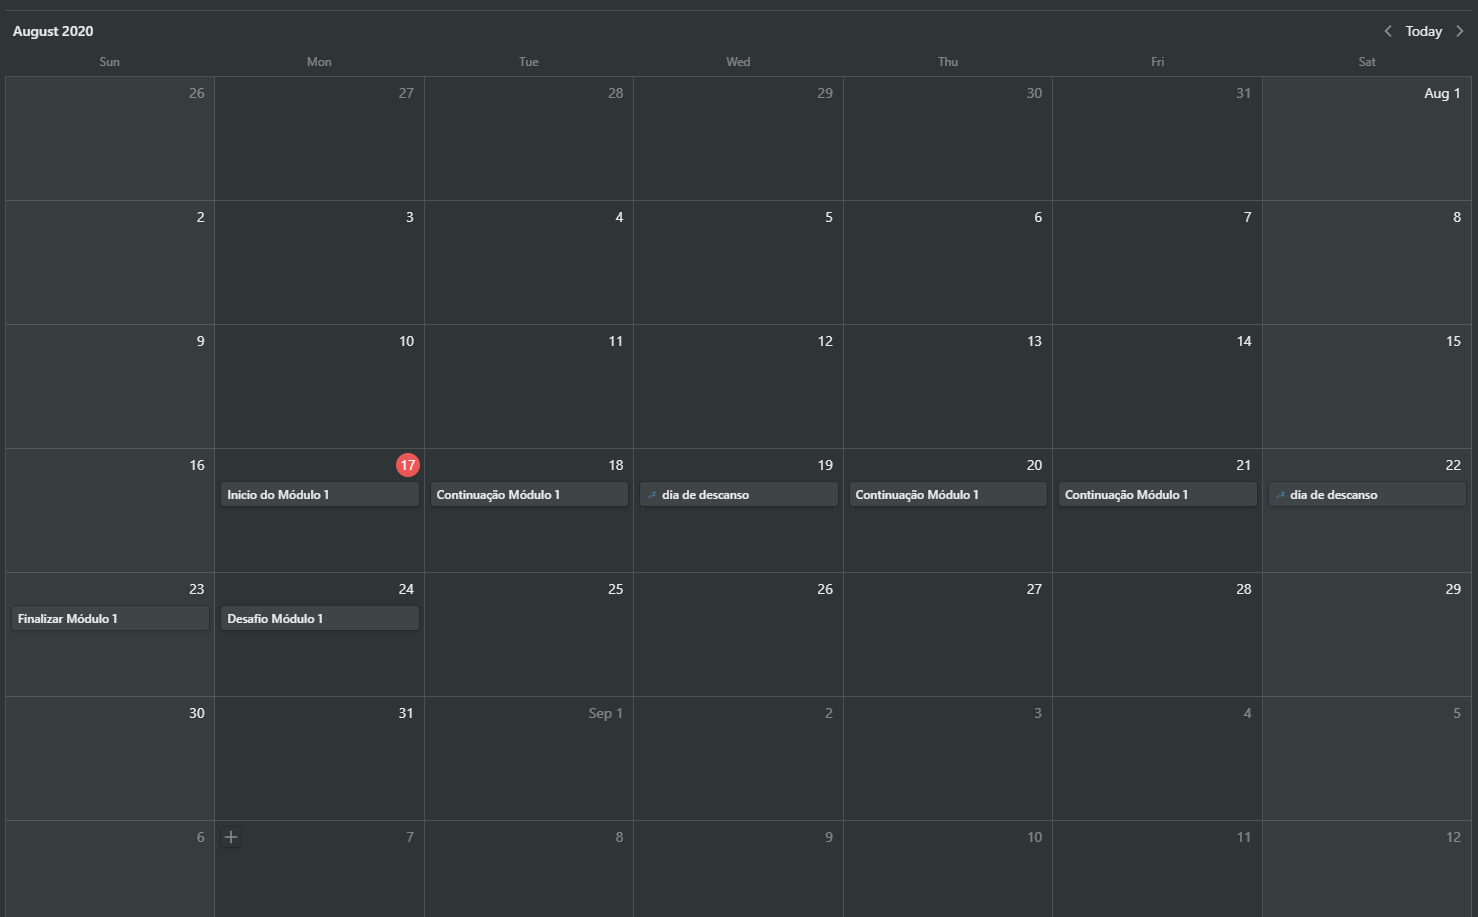 August 2020
Today
Sun Mon Tue Wed Thu Fri Sat
26 27 28 29 30 31 Aug 1
2 3 4 5 6 7 8
9 10 11 12 13 14 15
16 17 18 19 20 21 22
Inicio do Módulo 1 Continuação Módulo 1 dia de descanso Continuação Módulo 1 Continuação Módulo 1 dia de descanso
23 24 25 26 27 28 29
Finalizar Módulo 1 Desafio Módulo 1
30 31 Sep 1 2 3 4 5
6 7 8 9 10 11 12